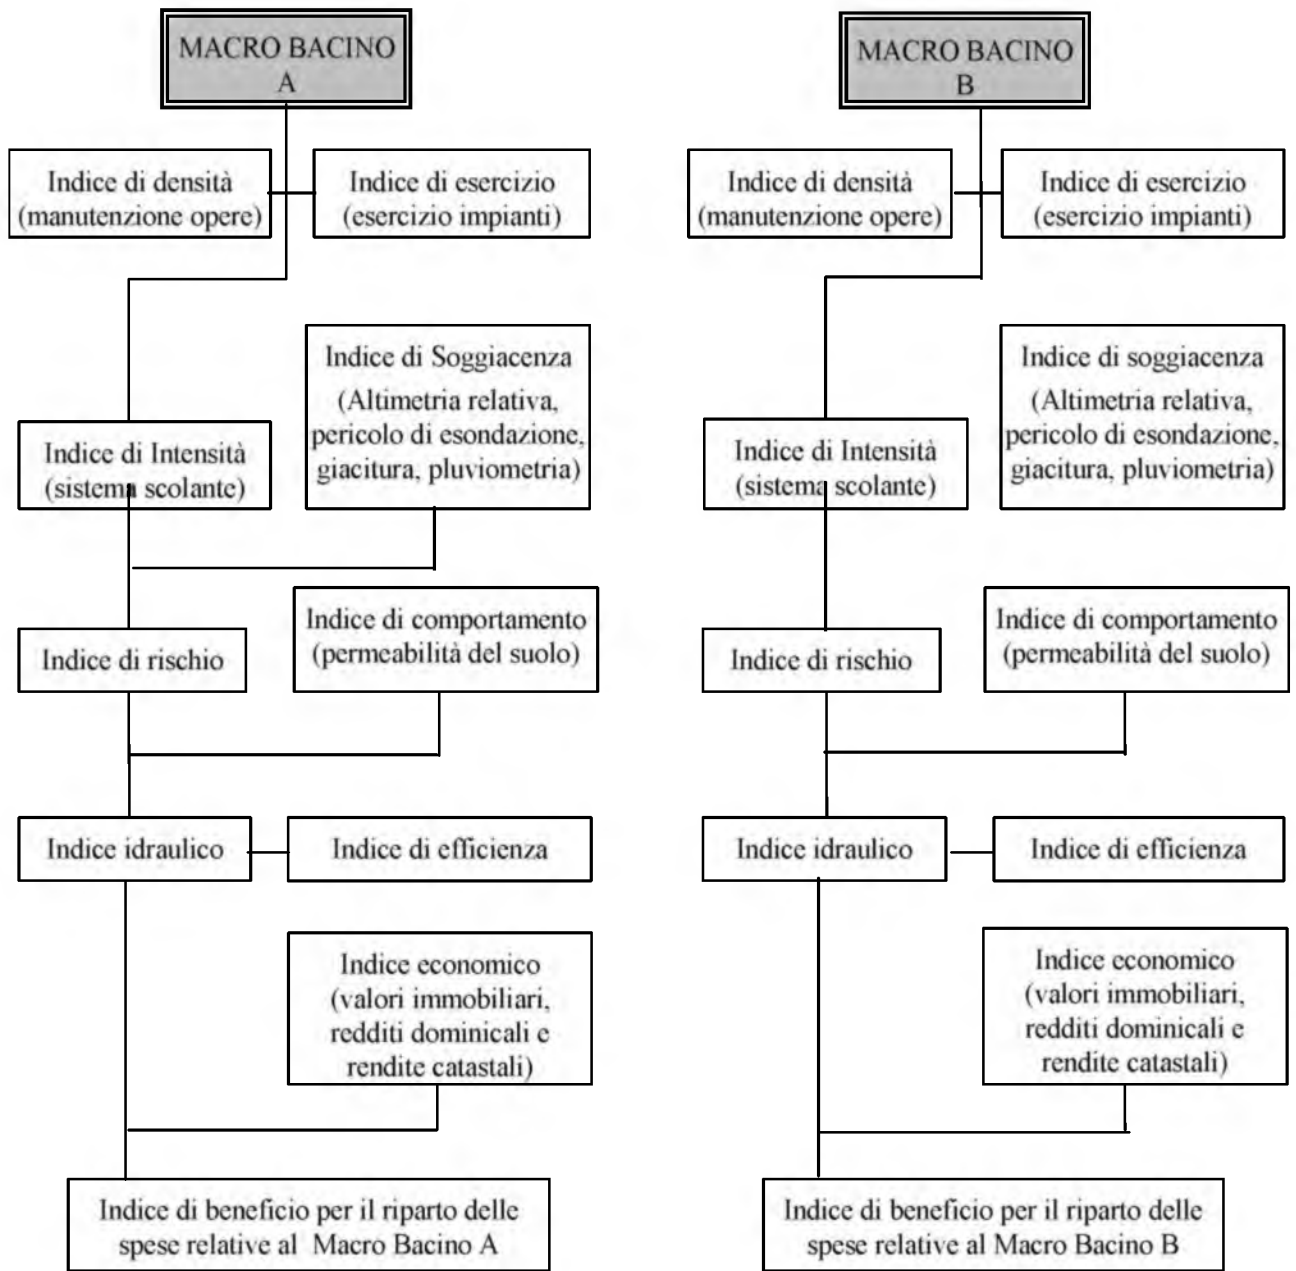 MACRO BACINO
A
Indice di densità
(manutenzione opere)
Indice di esercizio
(esercizio impianti)
Indice di Soggiacenza
(Altimetria relativa,
pericolo di esondazione,
giacitura, pluviometria)
Indice di Intensità
(sistema scolante)
Indice di comportamento
(permeabilità del suolo)
Indice di rischio
Indice idraulico
Indice di efficienza
Indice economico
(valori immobiliari,
redditi dominicali e
rendite catastali)
Indice di beneficio per il riparto delle
spese relative al Macro Bacino A
MACRO BACINO
B
Indice di densità
(manutenzione opere)
Indice di esercizio
(esercizio impianti)
Indice di soggiacenza
(Altimetria relativa,
pericolo di esondazione,
giacitura, pluviometria)
Indice di Intensità
(sistema scolante)
Indice di comportamento
(permeabilità del suolo)
Indice di rischio
Indice idraulico
Indice di efficienza
Indice economico
(valori immobiliari,
redditi dominicali e
rendite catastali)
Indice di beneficio per il riparto delle
spese relative al Macro Bacino B